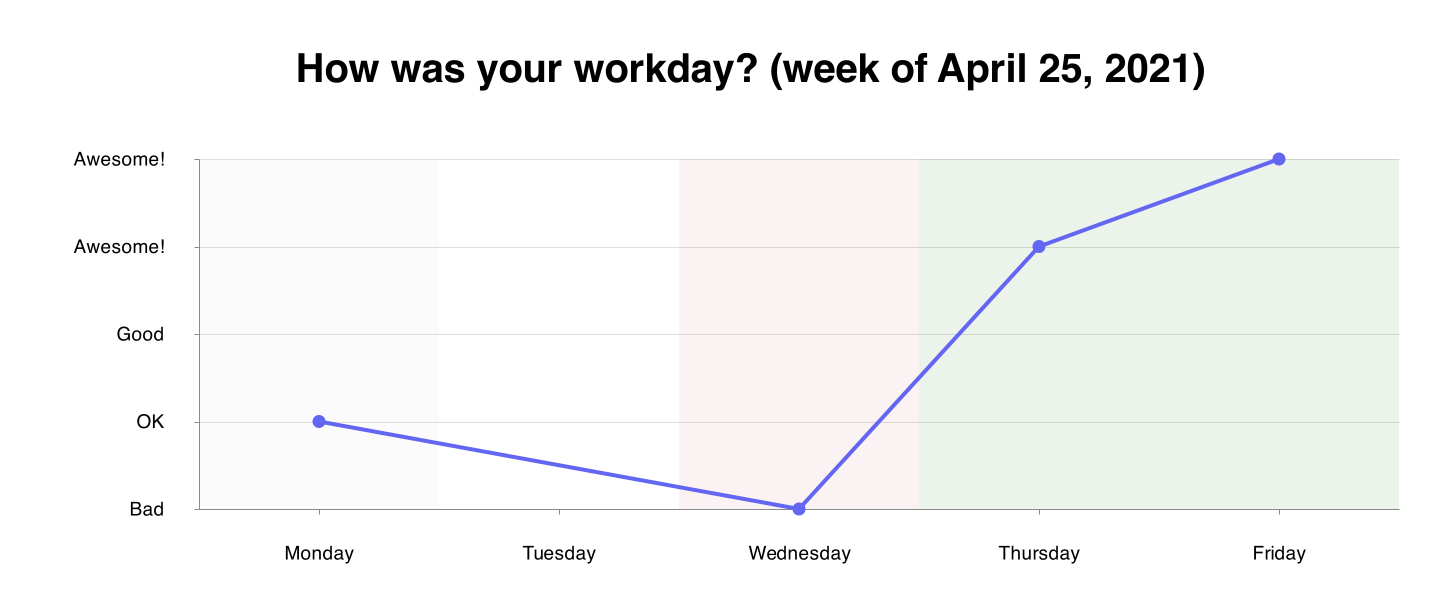 How was your workday? (week of April 25, 2021)
Awesome!
Awesome!
Good
OK
Bad
Monday Tuesday Wednesday Thursday Friday